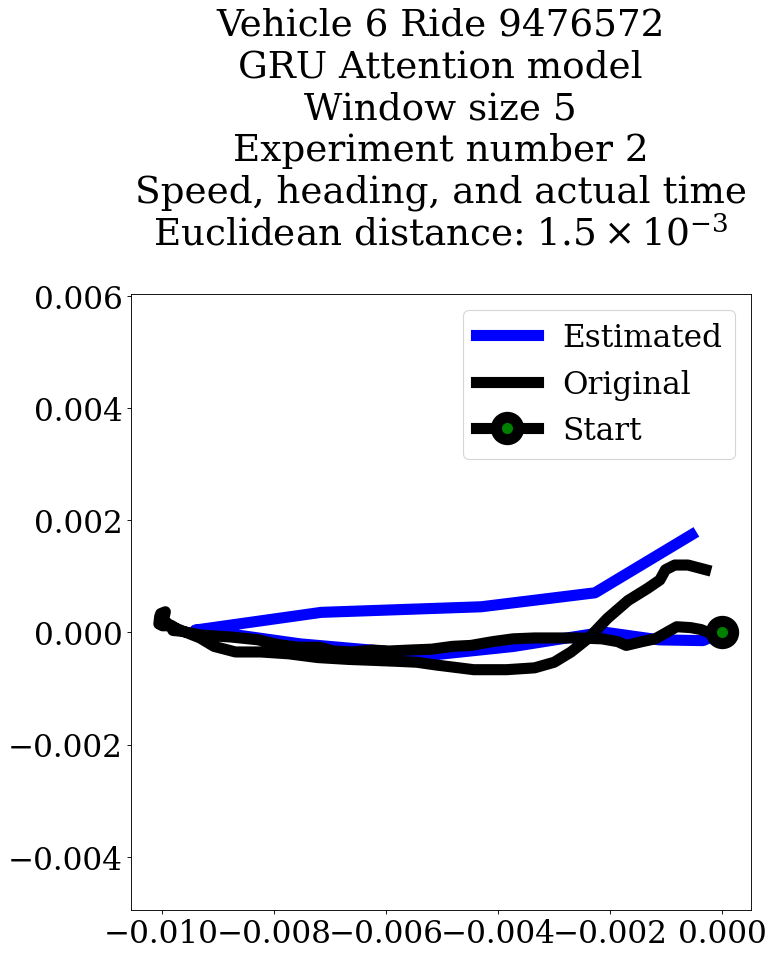 Vehicle 6 Ride 9476572
GRU Attention model
Window size 5
Experiment number 2
Speed, heading, and actual time
Euclidean distance: 1.5 × 10⁻³
0.006
0.004
0.002
0.000
−0.002
−0.004
Estimated
Original
Start
−0.010 −0.008 −0.006 −0.004 −0.002 0.000